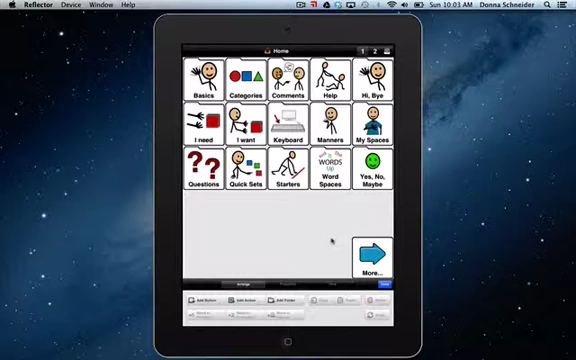 Reflector Device Window Help Sun 10:03 AM Donna Schneider
Home 1 2
Basics Categories Comments Help Hi, Bye
I need I want Keyboard Manners My Spaces
WORDS
Up
Questions Quick Sets Starters Word Spaces Yes, No, Maybe
More...
Arrange
Add Button Add Action Add Folder